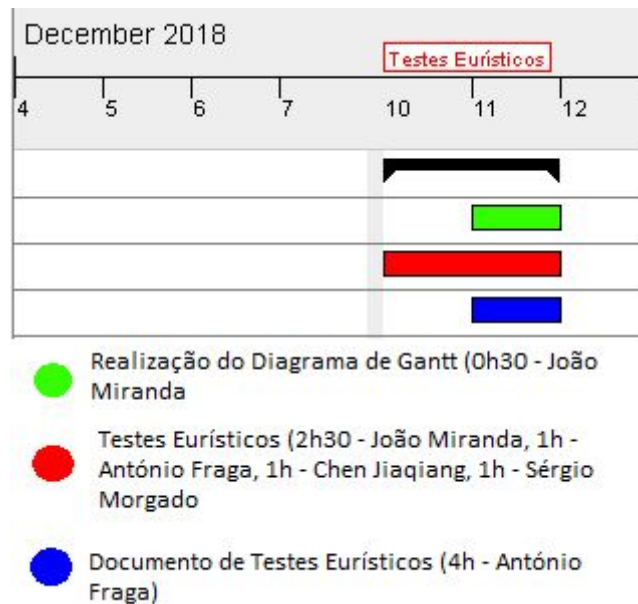 December 2018
Testes Eurísticos
4 5 6 7 10 11 12
Realização do Diagrama de Gantt (0h30 - João
Miranda
Testes Eurísticos (2h30 - João Miranda, 1h -
António Fraga, 1h - Chen Jiaqiang, 1h - Sérgio
Morgado
Documento de Testes Eurísticos (4h - António
Fraga)